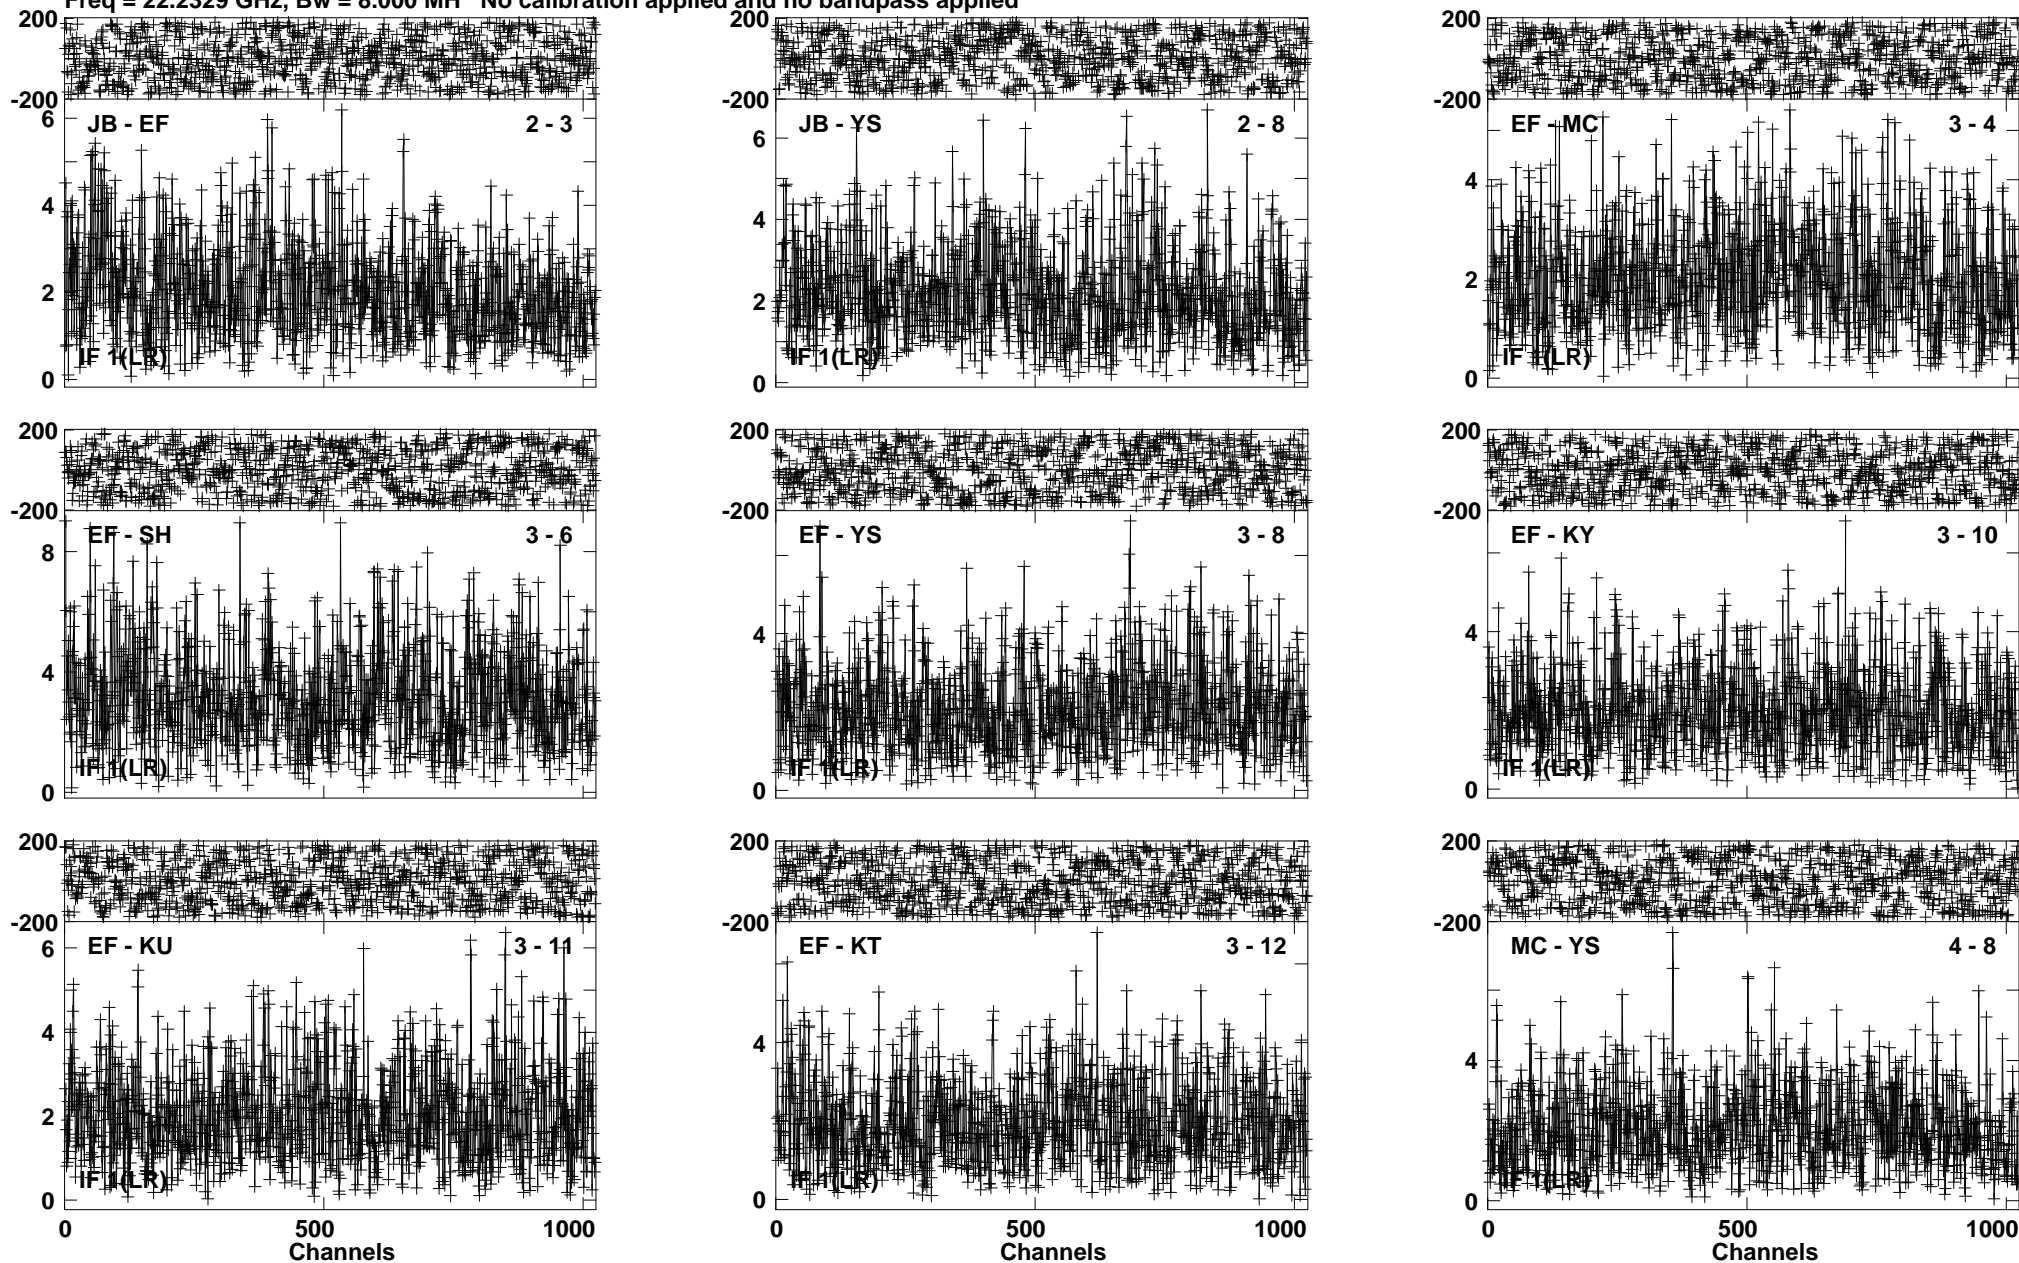 Freq = 22.2329 GHz, Bw = 8.000 MH No calibration applied and no bandpass applied
200
-200
JB - EF 2 - 3
6
4
2
0
IF 1(LR)
200
-200
JB - YS 2 - 8
6
4
2
0
IF 1(LR)
200
-200
EF - MC 3 - 4
4
2
0
IF 1(LR)
200
-200
EF - SH 3 - 6
8
4
0
IF 1(LR)
200
-200
EF - YS 3 - 8
4
0
IF 1(LR)
200
-200
EF - KY 3 - 10
4
0
IF 1(LR)
200
-200
EF - KU 3 - 11
6
4
2
0
IF 1(LR)
0 500 1000
Channels
200
-200
EF - KT 3 - 12
4
0
IF 1(LR)
0 500 1000
Channels
200
-200
MC - YS 4 - 8
4
0
IF 1(LR)
0 500 1000
Channels